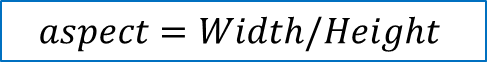 aspect = Width/Height